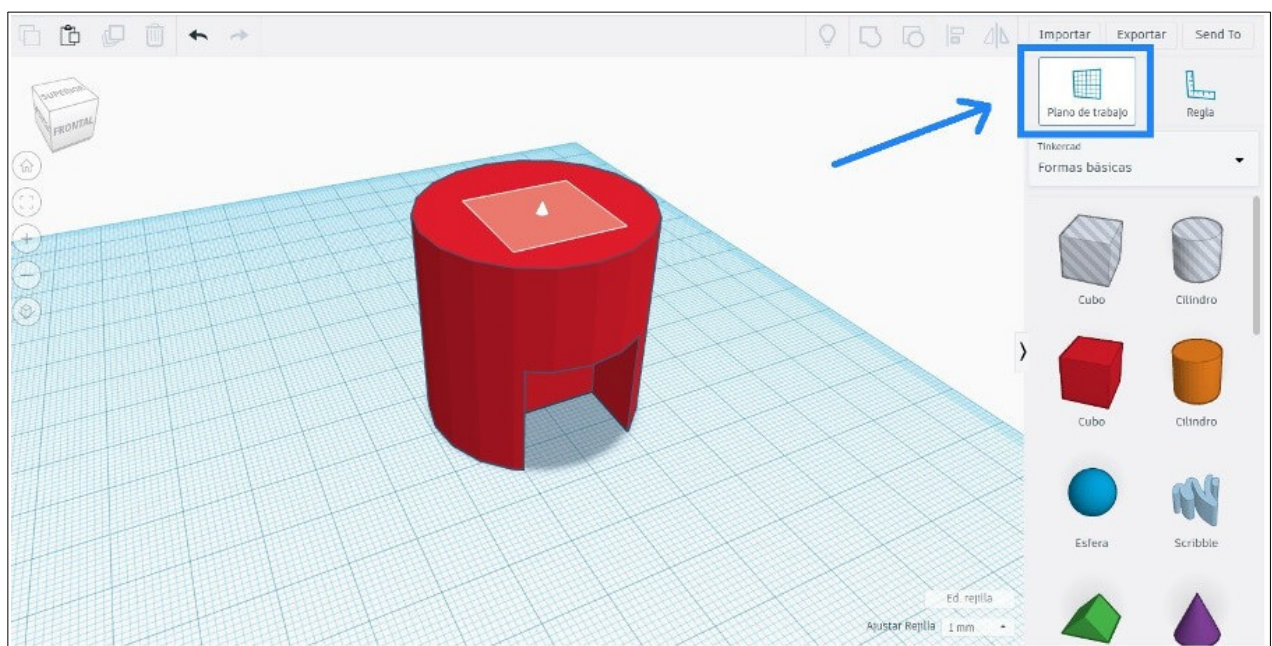 Importar Exportar Send To
SUPERIOR
FRONTAL
Plano de trabajo Regla
Tinkercad
Formas básicas
Cubo Cilindro
Cubo Cilindro
Esfera Scribble
Ed. rejilla
Ajustar Rejilla 1 mm